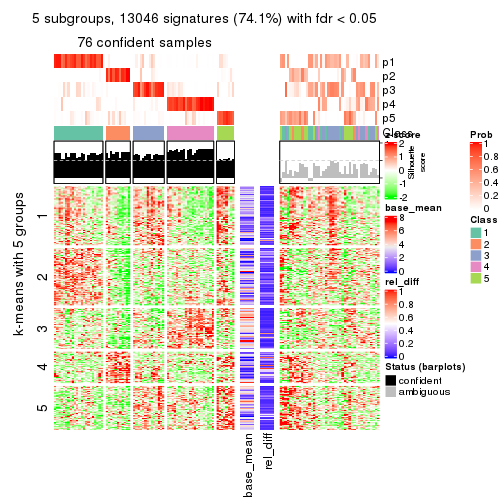 5 subgroups, 13046 signatures (74.1%) with fdr < 0.05
76 confident samples
p1
p2
p3
p4
p5
Class
z-score
2
1
0
-1
-2
Silhouette
score
k-means with 5 groups
1
2
3
4
5
base_mean
rel_diff
base_mean
8
6
4
2
0
rel_diff
1
0.8
0.6
0.4
0.2
0
Status (barplots)
confident
ambiguous
Prob
1
0.8
0.6
0.4
0.2
0
Class
1
2
3
4
5